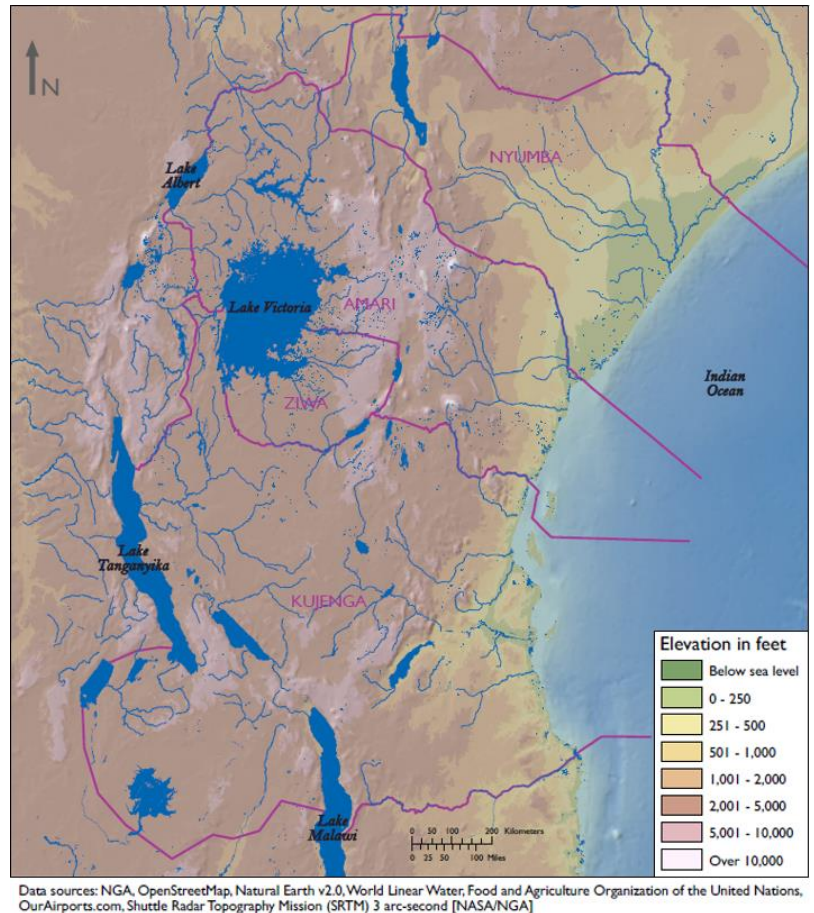 N
NYUMBA
Lake
Albert
Lake Victoria
AMARI
Indian
Ocean
ZIWA
Lake
Tanganyika
KUJENGA
Lake
Malawi
0 50 100 200 Kilometers
0 25 50 100 Miles
Elevation in feet
Below sea level
0 - 250
251 - 500
501 - 1,000
1,001 - 2,000
2,001 - 5,000
5,001 - 10,000
Over 10,000
Data sources: NGA, OpenStreetMap, Natural Earth v2.0, World Linear Water, Food and Agriculture Organization of the United Nations,
OurAirports.com, Shuttle Radar Topography Mission (SRTM) 3 arc-second [NASA/NGA]